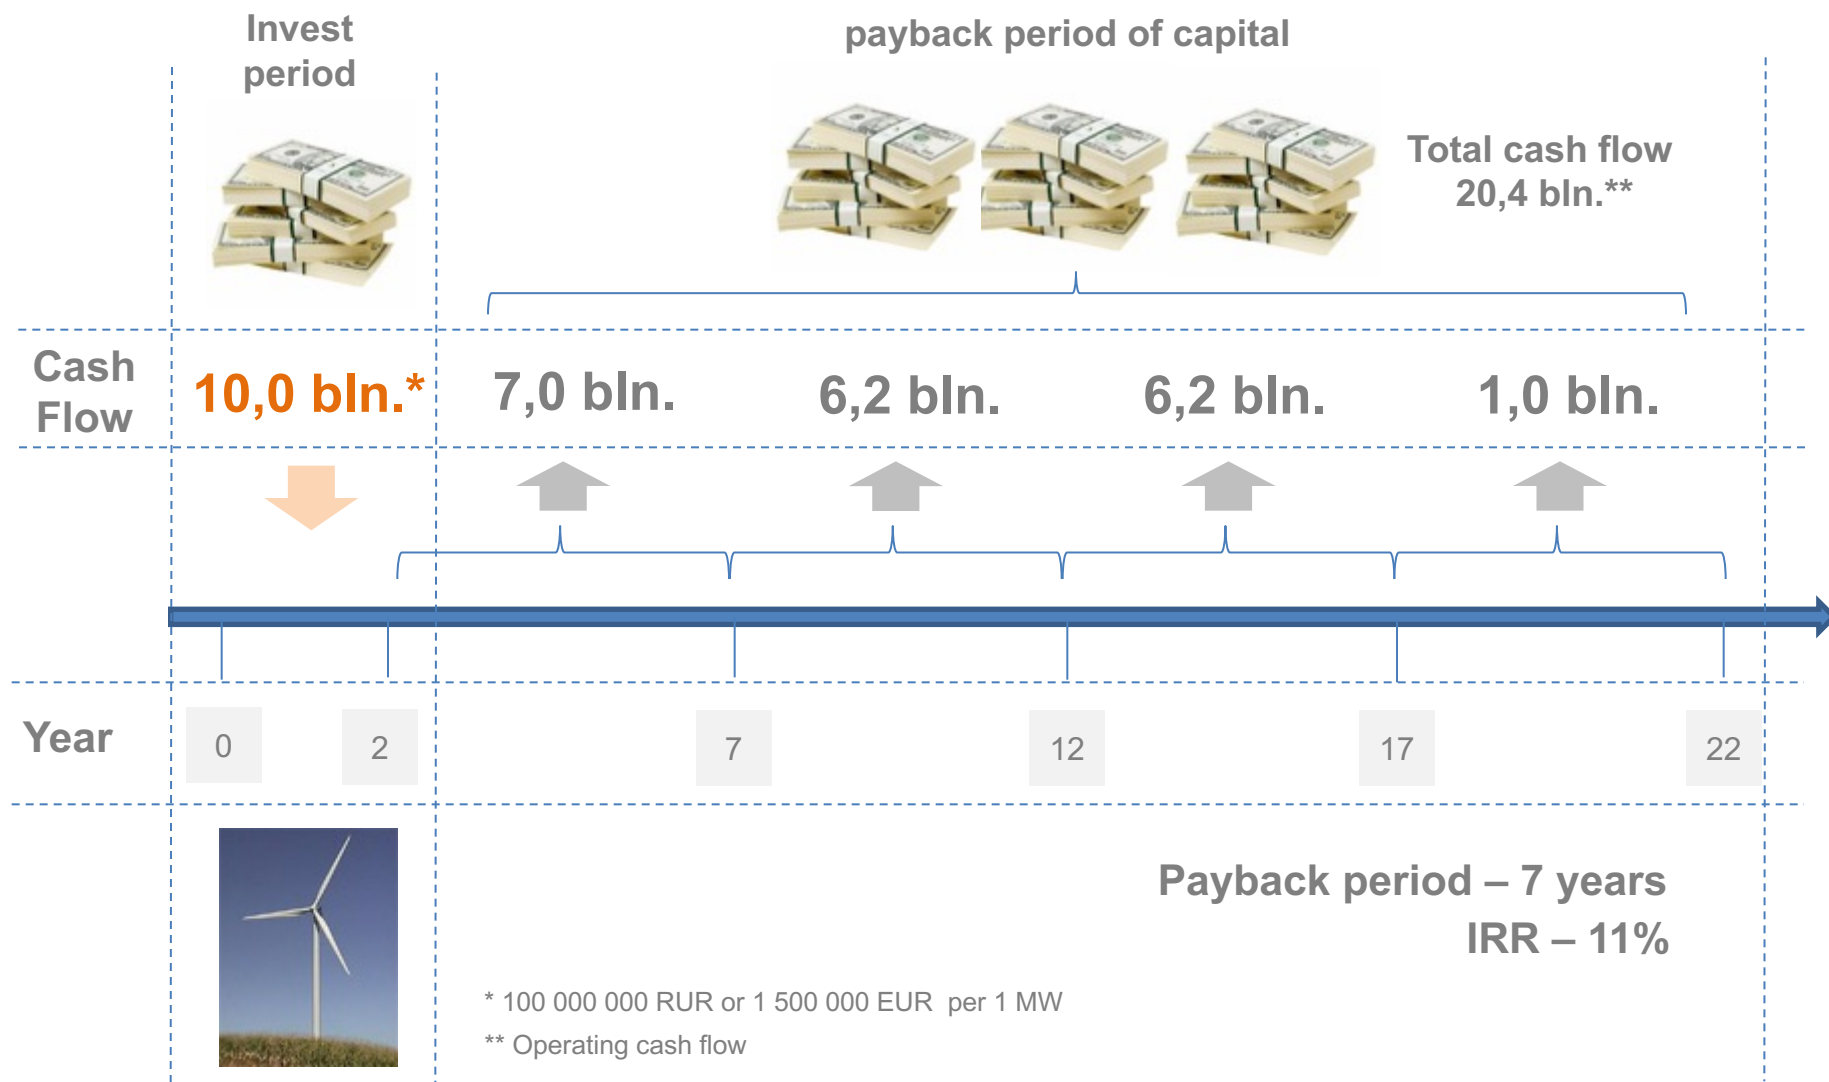 Invest
period
payback period of capital
Total cash flow
20,4 bln.**
Cash
Flow
10,0 bln.*
7,0 bln.
6,2 bln.
6,2 bln.
1,0 bln.
Year
0
2
7
12
17
22
Payback period – 7 years
IRR – 11%
* 100 000 000 RUR or 1 500 000 EUR  per 1 MW
** Operating cash flow